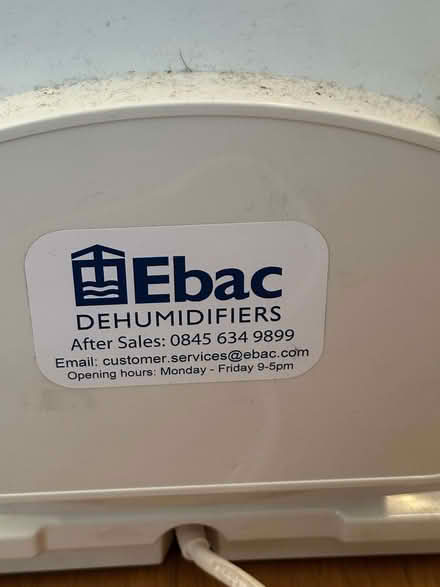 Ebac
DEHUMIDIFIERS
After Sales: 0845 634 9899
Email: customer.services@ebac.com
Opening hours: Monday - Friday 9-5pm